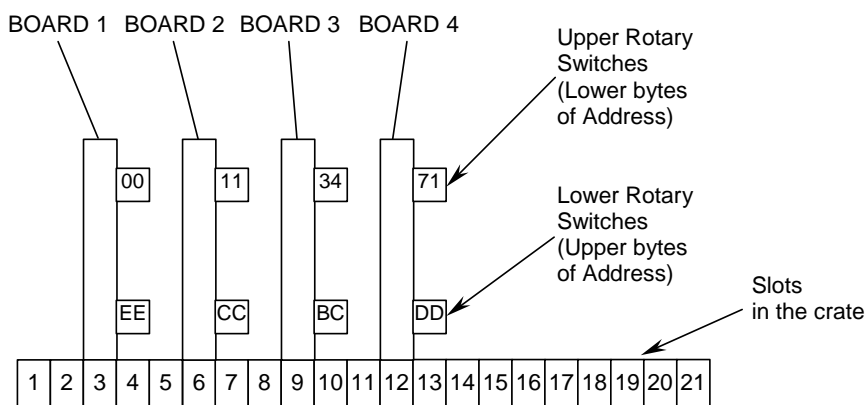 BOARD 1 BOARD 2 BOARD 3 BOARD 4
Upper Rotary
Switches
(Lower bytes
of Address)
00 11 34 71
Lower Rotary
Switches
(Upper bytes
of Address)
EE CC BC DD
Slots
in the crate
1 2 3 4 5 6 7 8 9 10 11 12 13 14 15 16 17 18 19 20 21